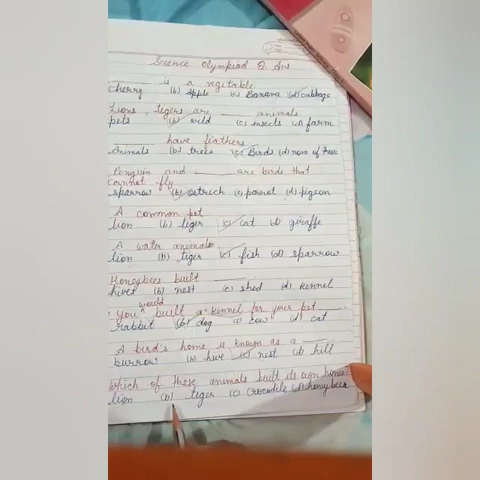 Science Olympiad Q. Ans
is a vegetable.
cherry (b) Apple (c) Banana (d) cabbage
Lions, tigers are ___ animals
pets (b) wild (c) insects (d) farm
have feathers
Animals (b) trees (c) Birds (d) none of these
Penguin and ___ are birds that
cannot fly
sparrow (b) ostrich (c) parrot (d) pigeon
A common pet
lion (b) tiger (c) cat (d) giraffe
A water animals
lion (b) tiger (c) fish (d) sparrow
Honeybees built ___
hives (b) nest (c) shed (d) Kennel
You would built a Kennel for your pet ___.
rabbit (b) dog (c) cow (d) cat
A bird's home is known as a ___
burrow (b) hive (c) nest (d) hill
Which of these animals built its own home?
lion (b) tiger (c) Crocodile (d) honey bees